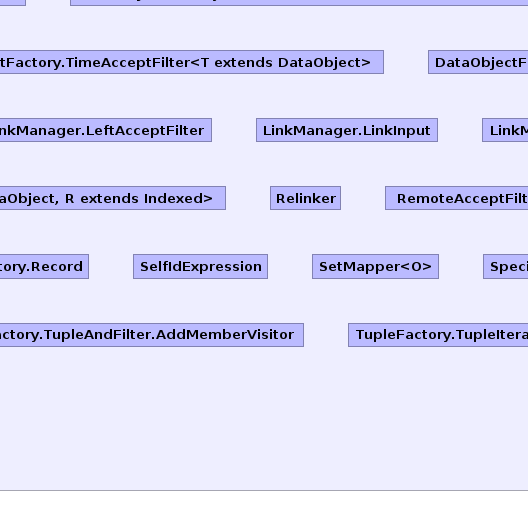 tFactory.TimeAcceptFilter<T extends DataObject> DataObjectF
nkManager.LeftAcceptFilter LinkManager.LinkInput LinkM
aObject, R extends Indexed> Relinker RemoteAcceptFilt
tory.Record SelfIdExpression SetMapper<O> Speci
actory.TupleAndFilter.AddMemberVisitor TupleFactory.TupleItera